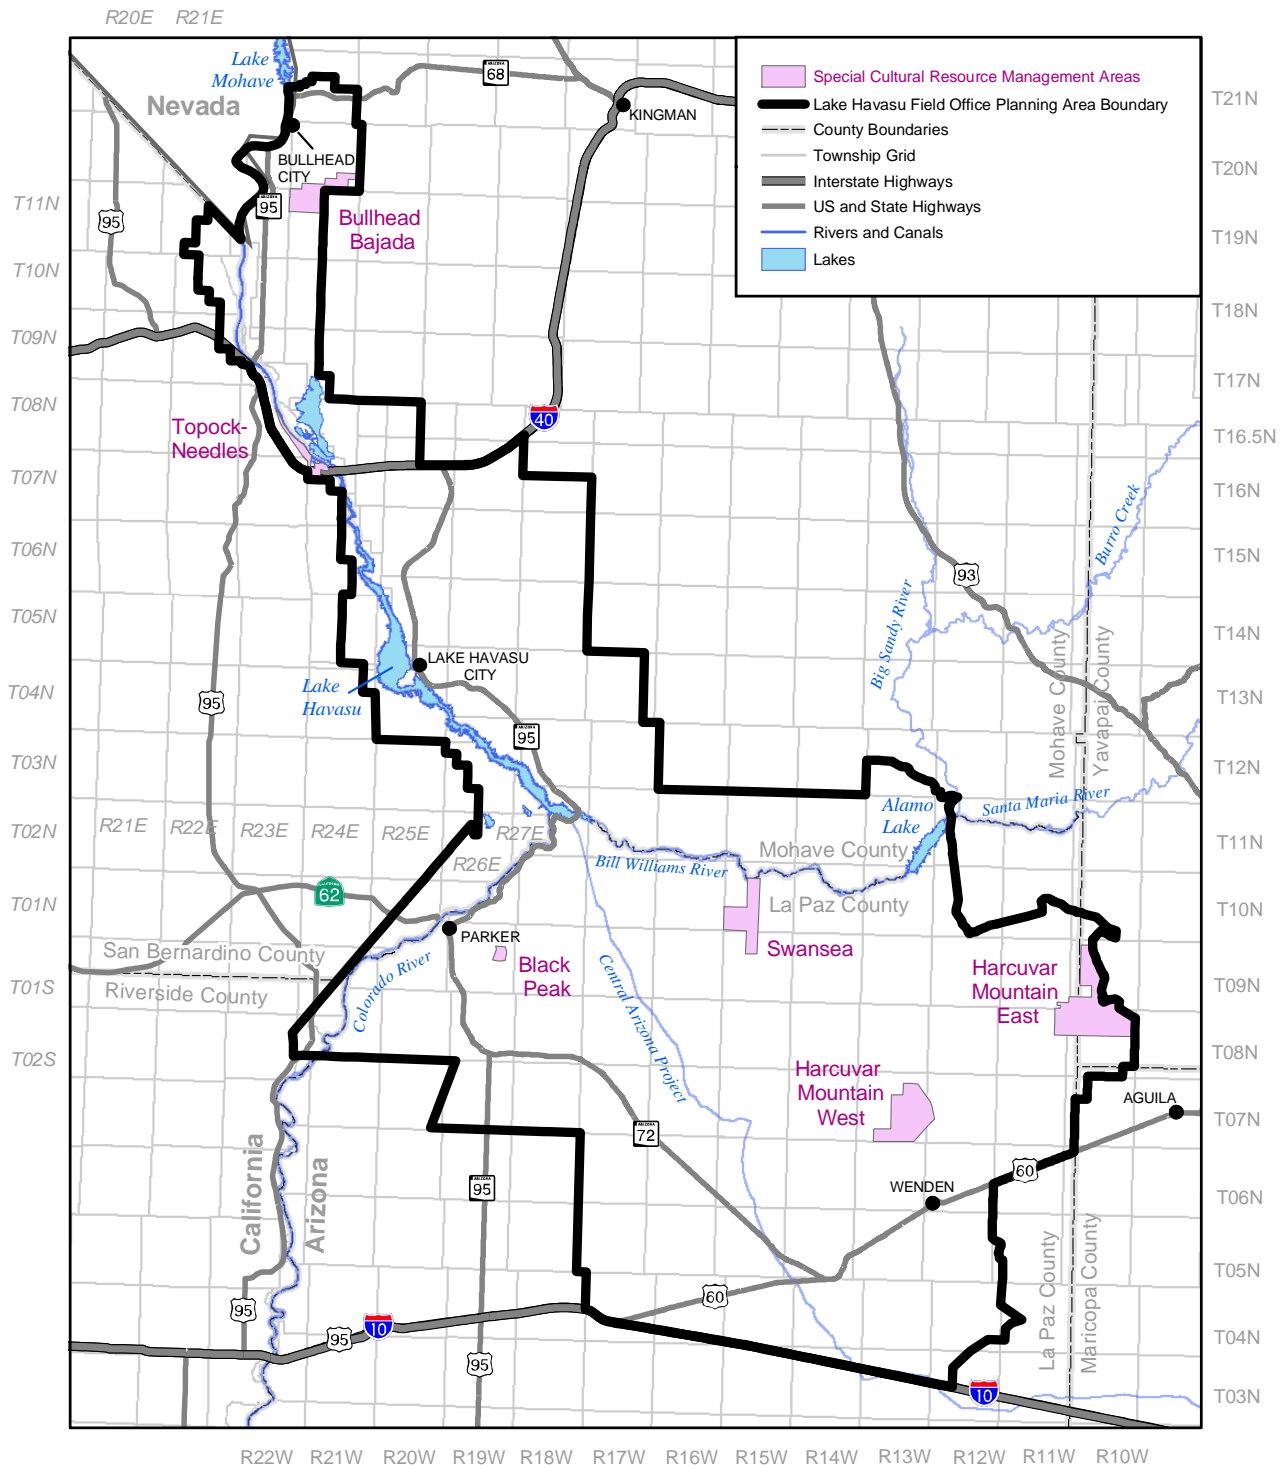 R20E R21E
Lake
Mohave
Nevada
ARIZONA
68
KINGMAN
Special Cultural Resource Management Areas
Lake Havasu Field Office Planning Area Boundary
County Boundaries
Township Grid
Interstate Highways
US and State Highways
Rivers and Canals
Lakes
T21N
T20N
T19N
T18N
T17N
T16.5N
T16N
T15N
T14N
T13N
T12N
T11N
T10N
T09N
T08N
T07N
T06N
T05N
T04N
T03N
T11N
T10N
T09N
T08N
T07N
T06N
T05N
T04N
T03N
T02N
T01N
T01S
T02S
BULLHEAD
CITY
ARIZONA
95
95
Bullhead
Bajada
Topock-
Needles
40
93
Burro Creek
Big Sandy River
Mohave County
Yavapai County
LAKE HAVASU
CITY
Lake
Havasu
95
ARIZONA
95
Alamo
Lake
Santa Maria River
R21E R22E R23E R24E R25E R27E
R26E
Bill Williams River
Mohave County
La Paz County
CALIFORNIA
62
PARKER
San Bernardino County
Riverside County
Colorado River
Black
Peak
Swansea
Central Arizona Project
Harcuvar
Mountain
East
Harcuvar
Mountain
West
AGUILA
ARIZONA
72
California
Arizona
ARIZONA
95
WENDEN
60
60
La Paz County
Maricopa County
95
95
10
95
10
R22W R21W R20W R19W R18W R17W R16W R15W R14W R13W R12W R11W R10W